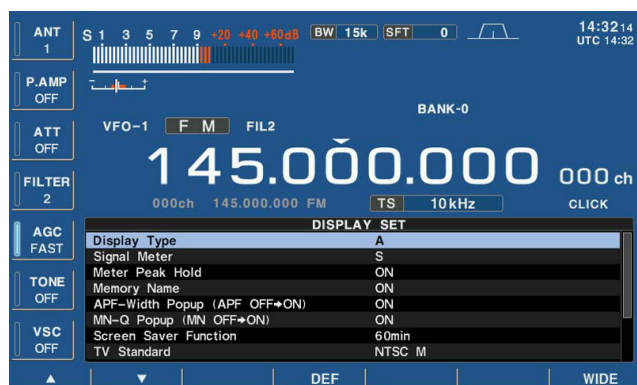 ANT
1
P.AMP
OFF
ATT
OFF
FILTER
2
AGC
FAST
TONE
OFF
VSC
OFF
S 1 3 5 7 9 +20 +40 +60dB
BW 15k SFT 0
14:32 14
UTC 14:32
- +
BANK-0
VFO-1 F M FIL2
145.000.000 000 ch
000ch 145.000.000 FM TS 10kHz CLICK
DISPLAY SET
Display Type A
Signal Meter S
Meter Peak Hold ON
Memory Name ON
APF-Width Popup (APF OFF➔ON) ON
MN-Q Popup (MN OFF➔ON) ON
Screen Saver Function 60min
TV Standard NTSC M
▲ ▼ DEF WIDE